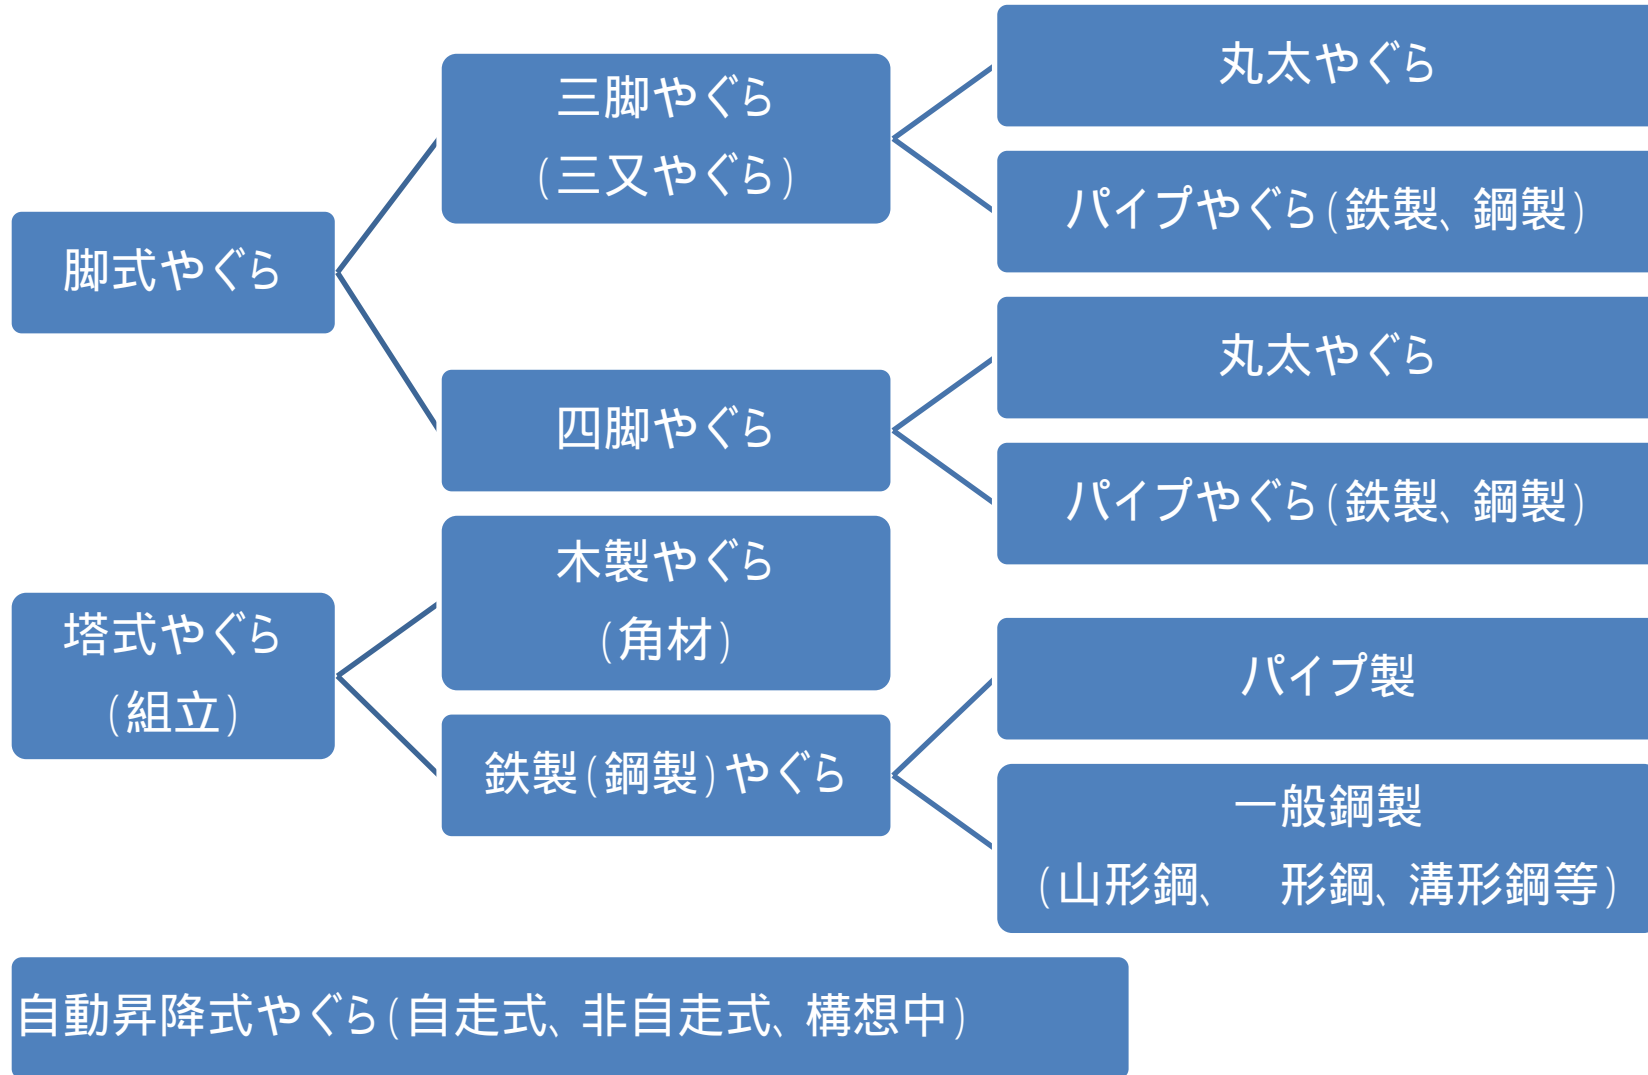 丸太やぐら
三脚やぐら
(三又やぐら)
パイプやぐら(鉄製、鋼製)
脚式やぐら
丸太やぐら
四脚やぐら
パイプやぐら(鉄製、鋼製)
木製やぐら
(角材)
塔式やぐら
(組立)
パイプ製
鉄製(鋼製)やぐら
一般鋼製
(山形鋼、　形鋼、溝形鋼等)
自動昇降式やぐら(自走式、非自走式、構想中)